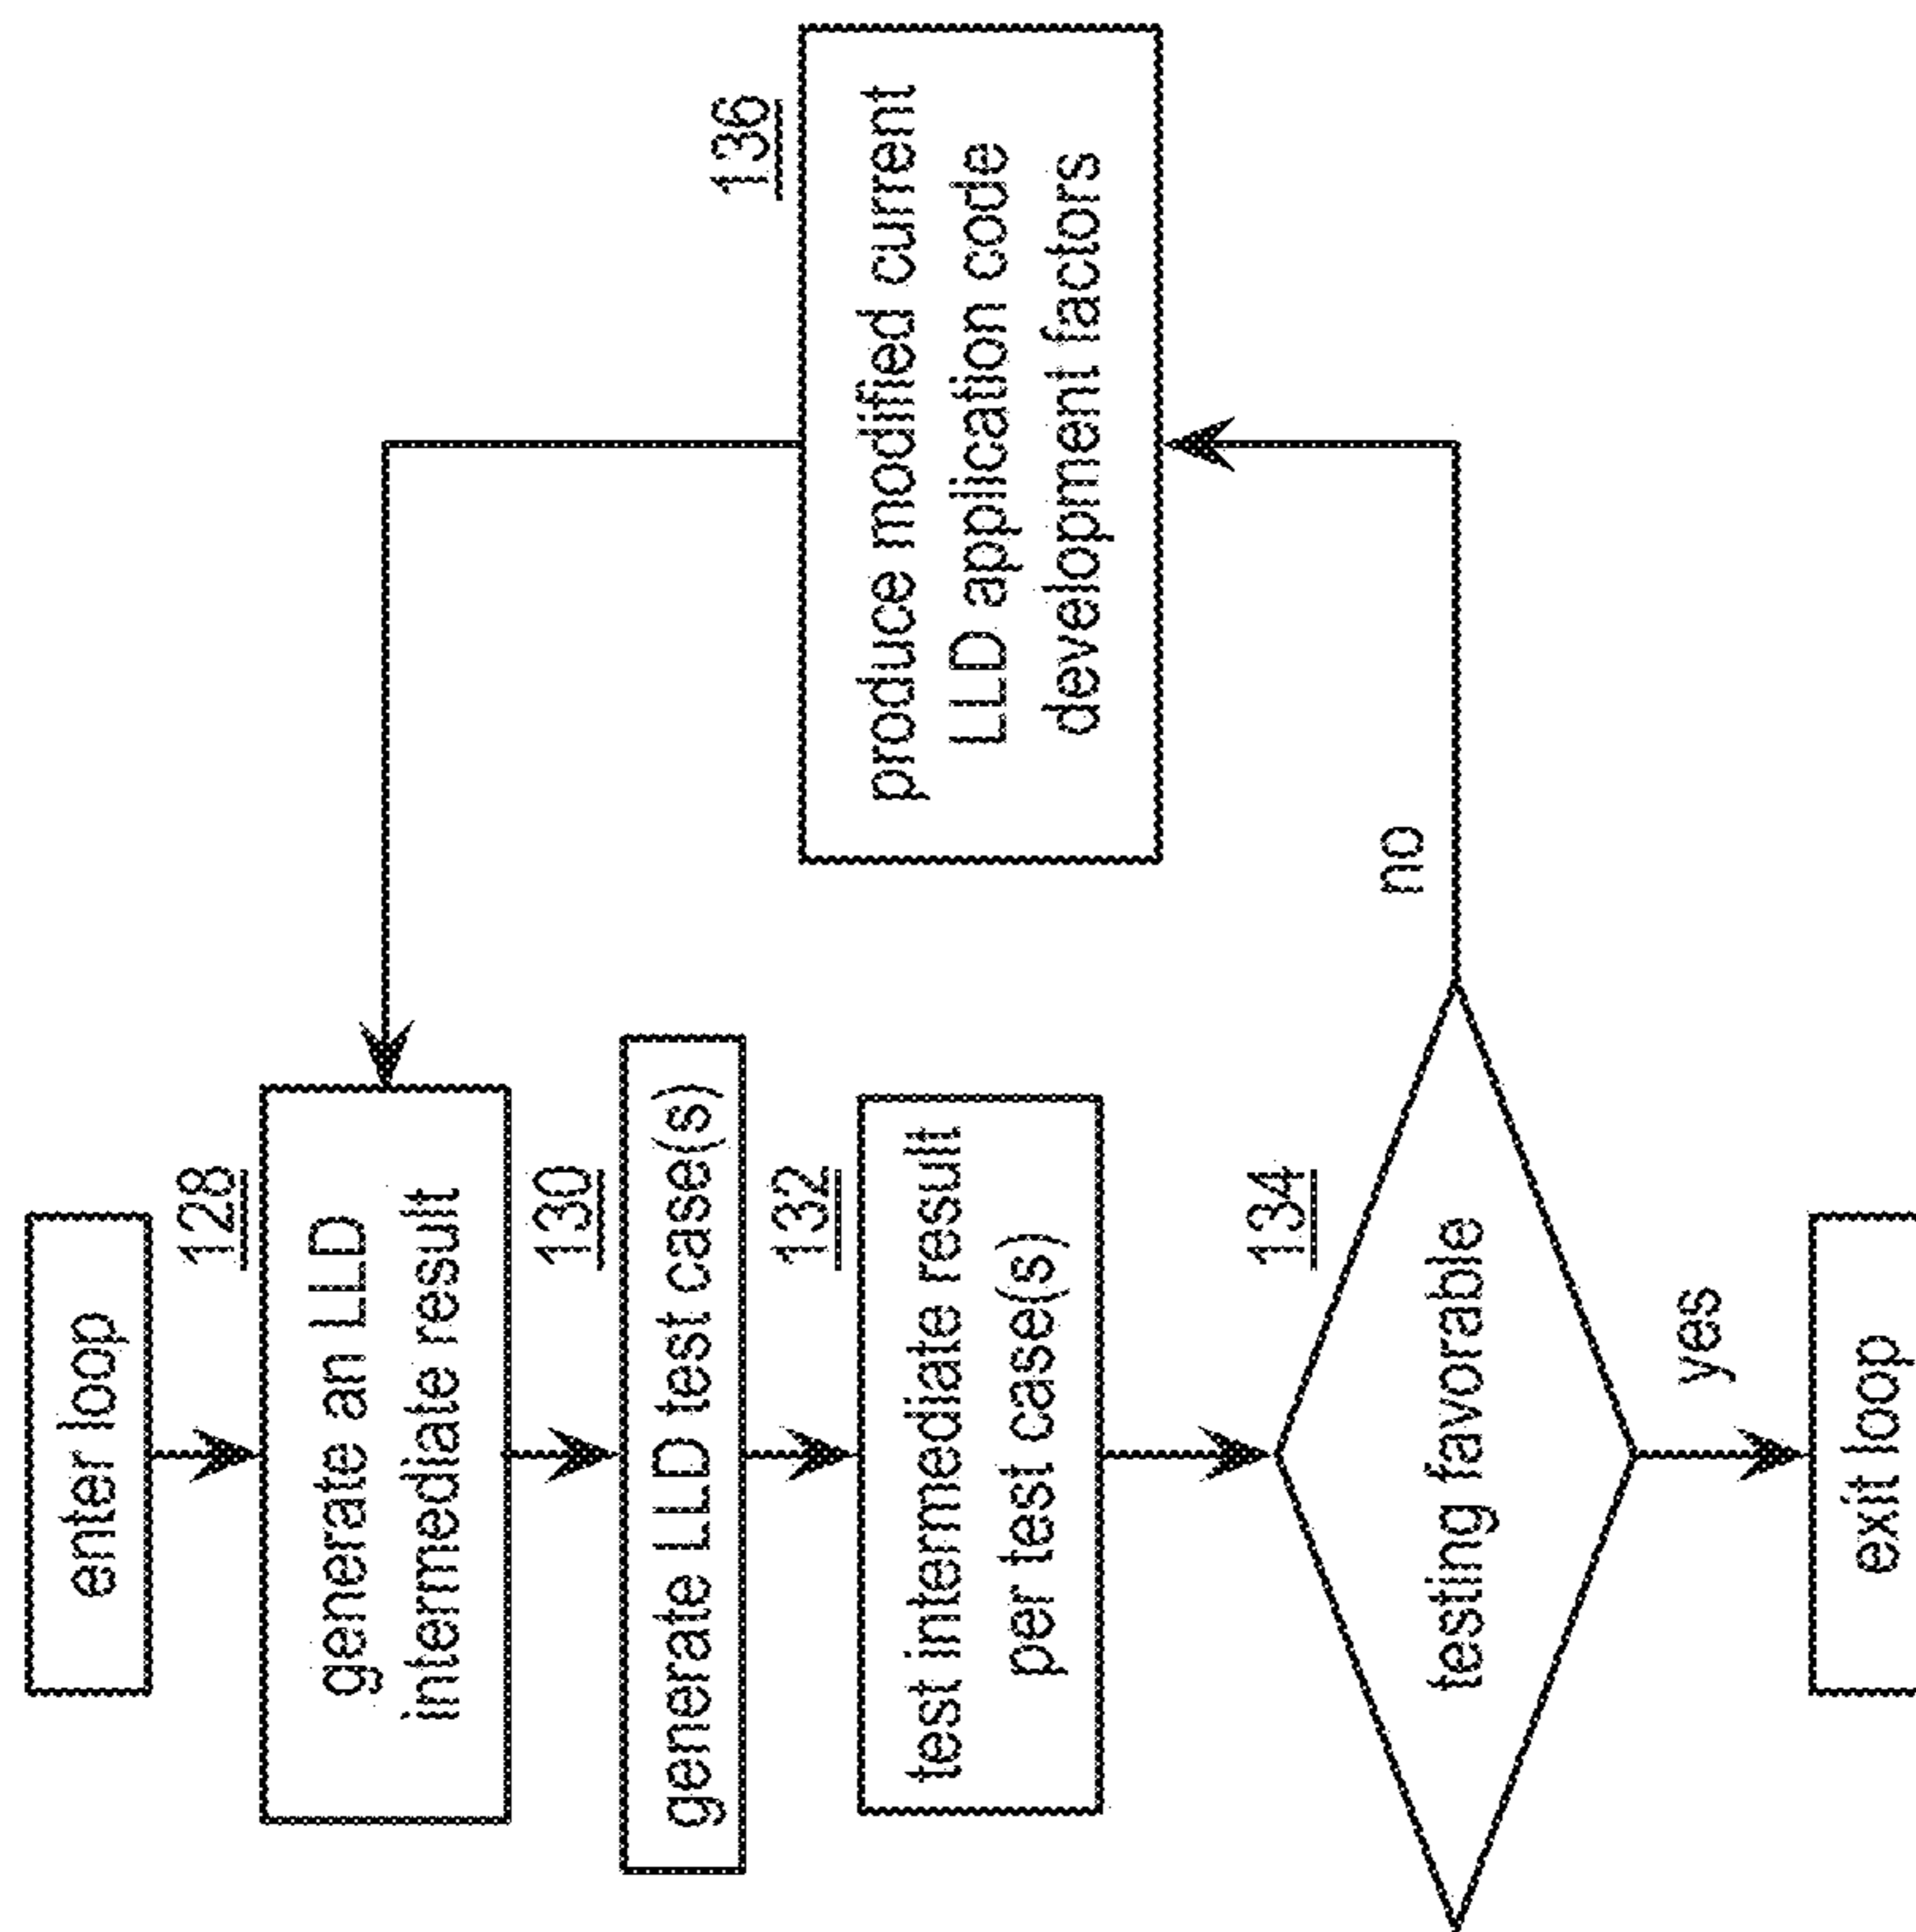 enter loop
128
generate an LLD
intermediate result
130
generate LLD test case(s)
132
test intermediate result
per test case(s)
134
testing favorable
no
yes
exit loop
136
produce modified current
LLD application code
development factors